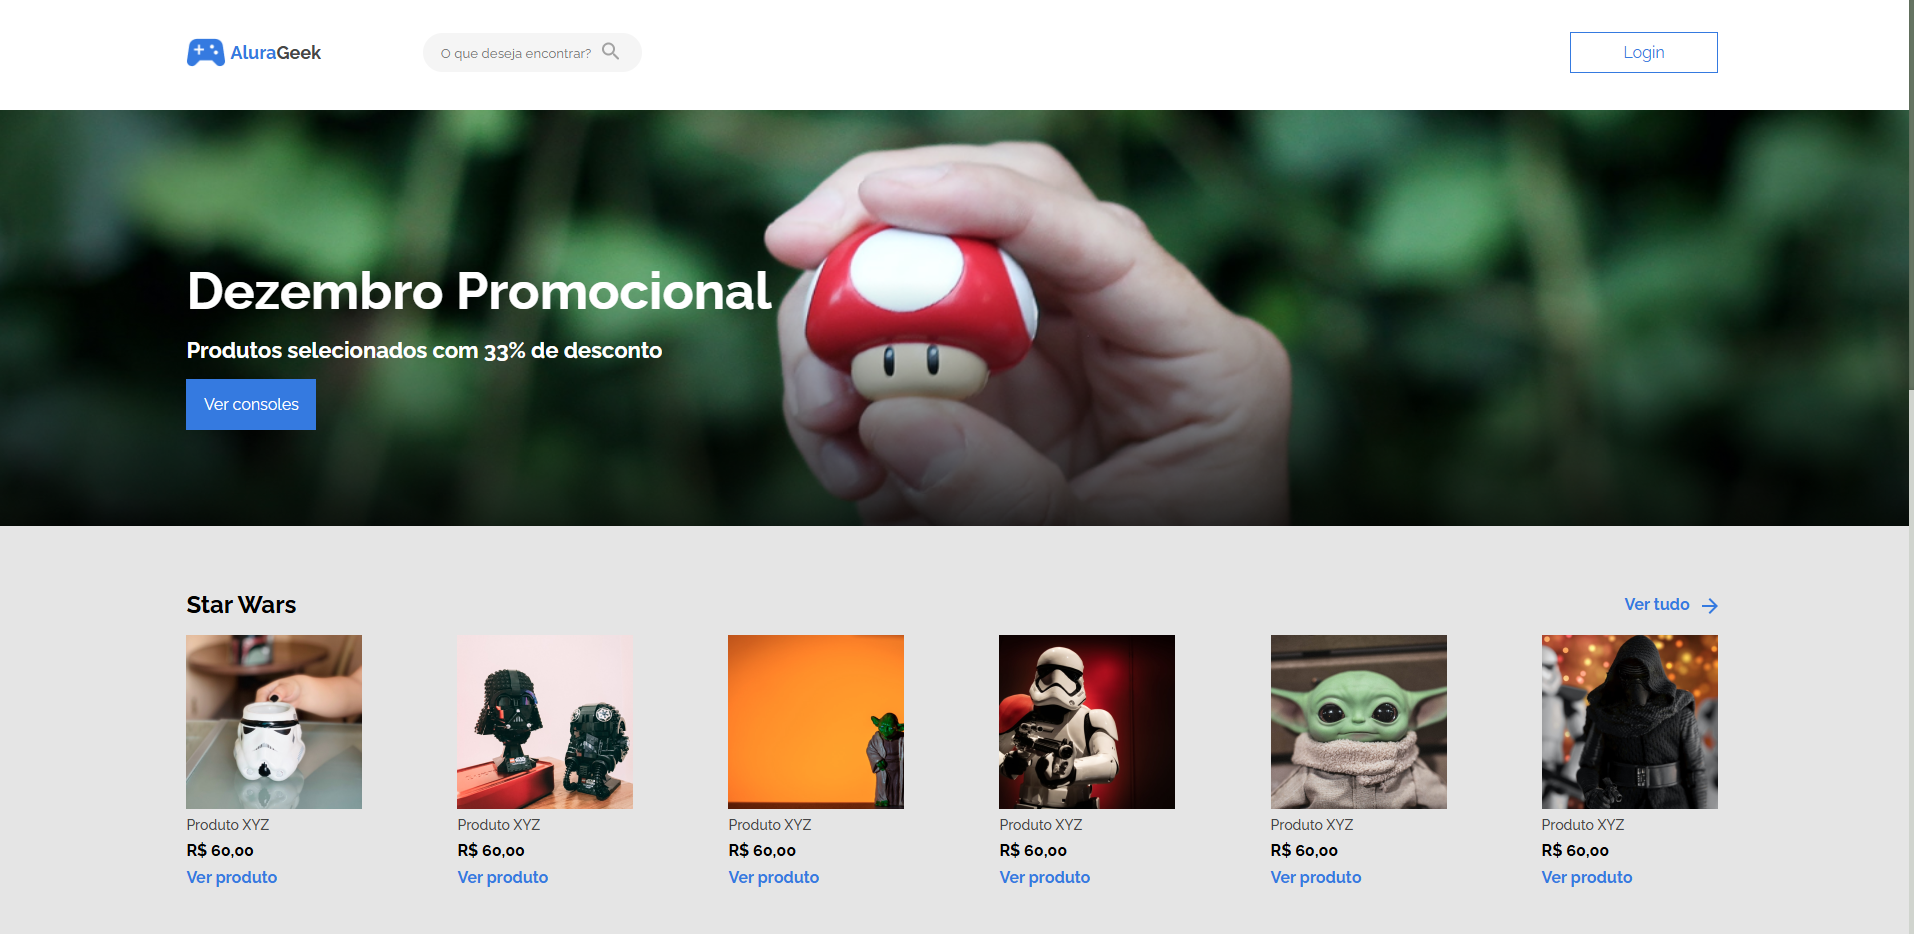 AluraGeek
O que deseja encontrar?
Login
Dezembro Promocional
Produtos selecionados com 33% de desconto
Ver consoles
Star Wars
Ver tudo
Produto XYZ
R$ 60,00
Ver produto
Produto XYZ
R$ 60,00
Ver produto
Produto XYZ
R$ 60,00
Ver produto
Produto XYZ
R$ 60,00
Ver produto
Produto XYZ
R$ 60,00
Ver produto
Produto XYZ
R$ 60,00
Ver produto